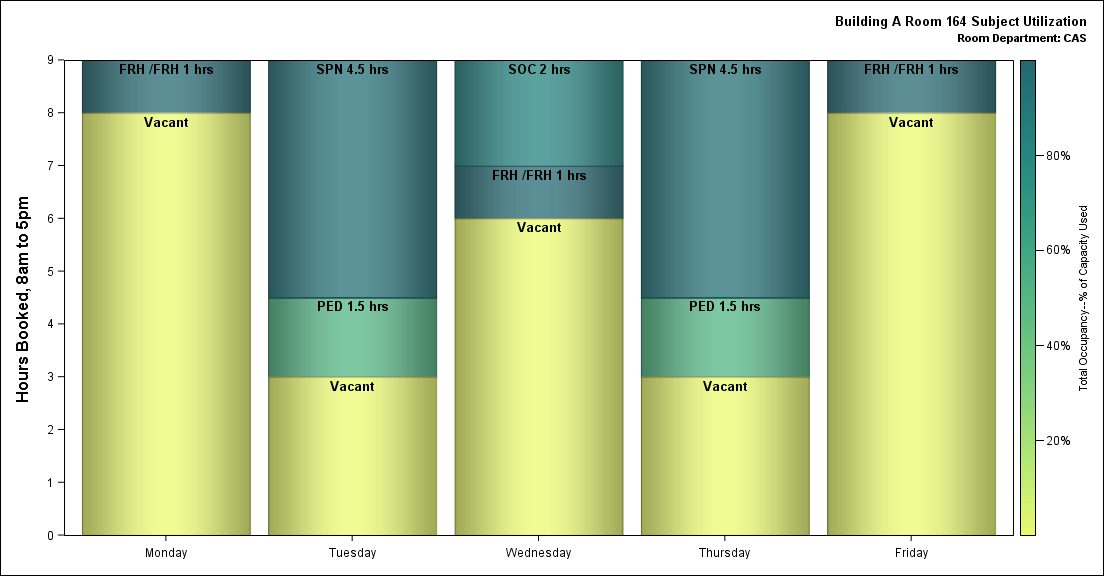 Building A Room 164 Subject Utilization
Room Department: CAS
Hours Booked, 8am to 5pm
9
8
7
6
5
4
3
2
1
0
FRH /FRH 1 hrs
Vacant
SPN 4.5 hrs
PED 1.5 hrs
Vacant
SOC 2 hrs
FRH /FRH 1 hrs
Vacant
SPN 4.5 hrs
PED 1.5 hrs
Vacant
FRH /FRH 1 hrs
Vacant
Monday
Tuesday
Wednesday
Thursday
Friday
80%
60%
40%
20%
Total Occupancy--% of Capacity Used